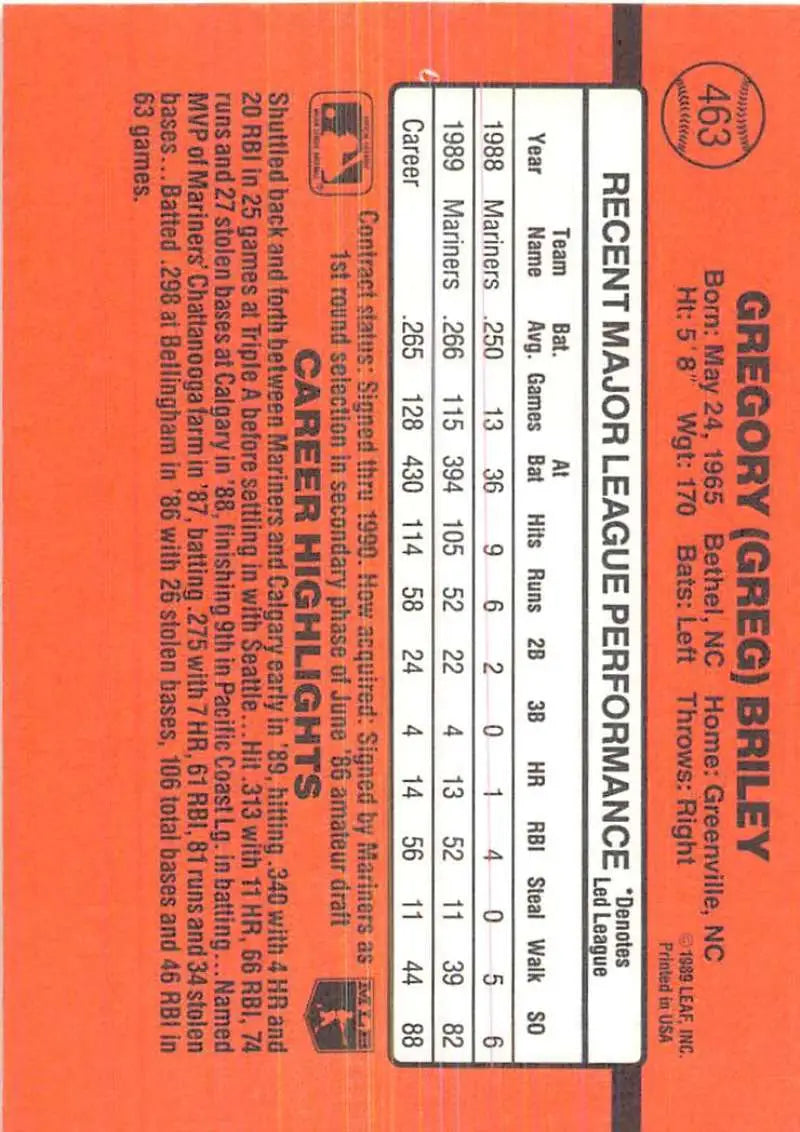 463
GREGORY (GREG) BRILEY
Born: May 24, 1965 Bethel, NC Home: Greenville, NC
Ht: 5'8" Wgt: 170 Bats: Left Throws: Right
© 1989 LEAF, INC.
Printed in USA
RECENT MAJOR LEAGUE PERFORMANCE *Denotes Led League
Year Team Name Bat. Avg. Games At Bat Hits Runs 2B 3B HR RBI Steal Walk SO
1988 Mariners .250 13 36 9 6 2 0 1 4 0 5 6
1989 Mariners .266 115 394 105 52 22 4 13 52 11 39 82
Career .265 128 430 114 58 24 4 14 56 11 44 88
Contract status: Signed thru 1990. How acquired: Signed by Mariners as
1st round selection in secondary phase of June '86 amateur draft
MLB
CAREER HIGHLIGHTS
Shuttled back and forth between Mariners and Calgary early in '89, hitting .340 with 4 HR and
20 RBI in 25 games at Triple A before settling in with Seattle... Hit .313 with 11 HR, 66 RBI, 74
runs and 27 stolen bases at Calgary in '88, finishing 9th in Pacific Coast Lg. in batting... Named
MVP of Mariners' Chattanooga farm in '87, batting .275 with 7 HR, 61 RBI, 81 runs and 34 stolen
bases... Batted .298 at Bellingham in '86 with 26 stolen bases, 106 total bases and 46 RBI in
63 games.